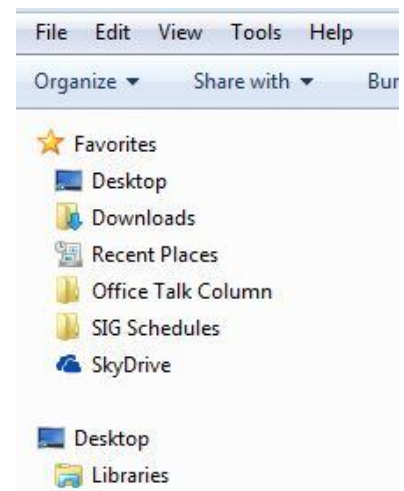 File Edit View Tools Help
Organize Share with Bur
Favorites
Desktop
Downloads
Recent Places
Office Talk Column
SIG Schedules
SkyDrive
Desktop
Libraries